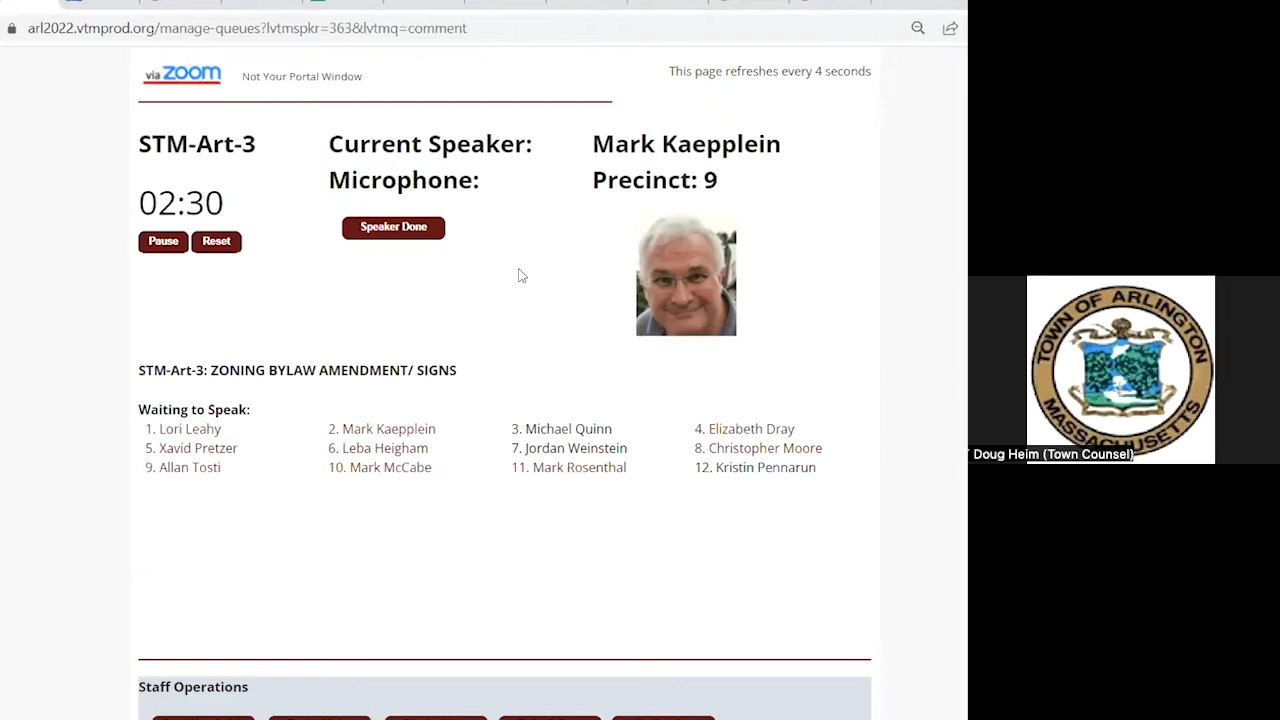 arl2022.vtmprod.org/manage-queues?lvtmspkr=363&lvtmq=comment
via zoom
Not Your Portal Window
This page refreshes every 4 seconds
STM-Art-3
Current Speaker:
Mark Kaepplein
Microphone:
Precinct: 9
02:30
Pause
Reset
Speaker Done
STM-Art-3: ZONING BYLAW AMENDMENT/ SIGNS
Waiting to Speak:
1. Lori Leahy
2. Mark Kaepplein
3. Michael Quinn
4. Elizabeth Dray
5. Xavid Pretzer
6. Leba Heigham
7. Jordan Weinstein
8. Christopher Moore
9. Allan Tosti
10. Mark McCabe
11. Mark Rosenthal
12. Kristin Pennarun
Staff Operations
TOWN OF ARLINGTON
MASSACHUSETTS
Doug Heim (Town Counsel)